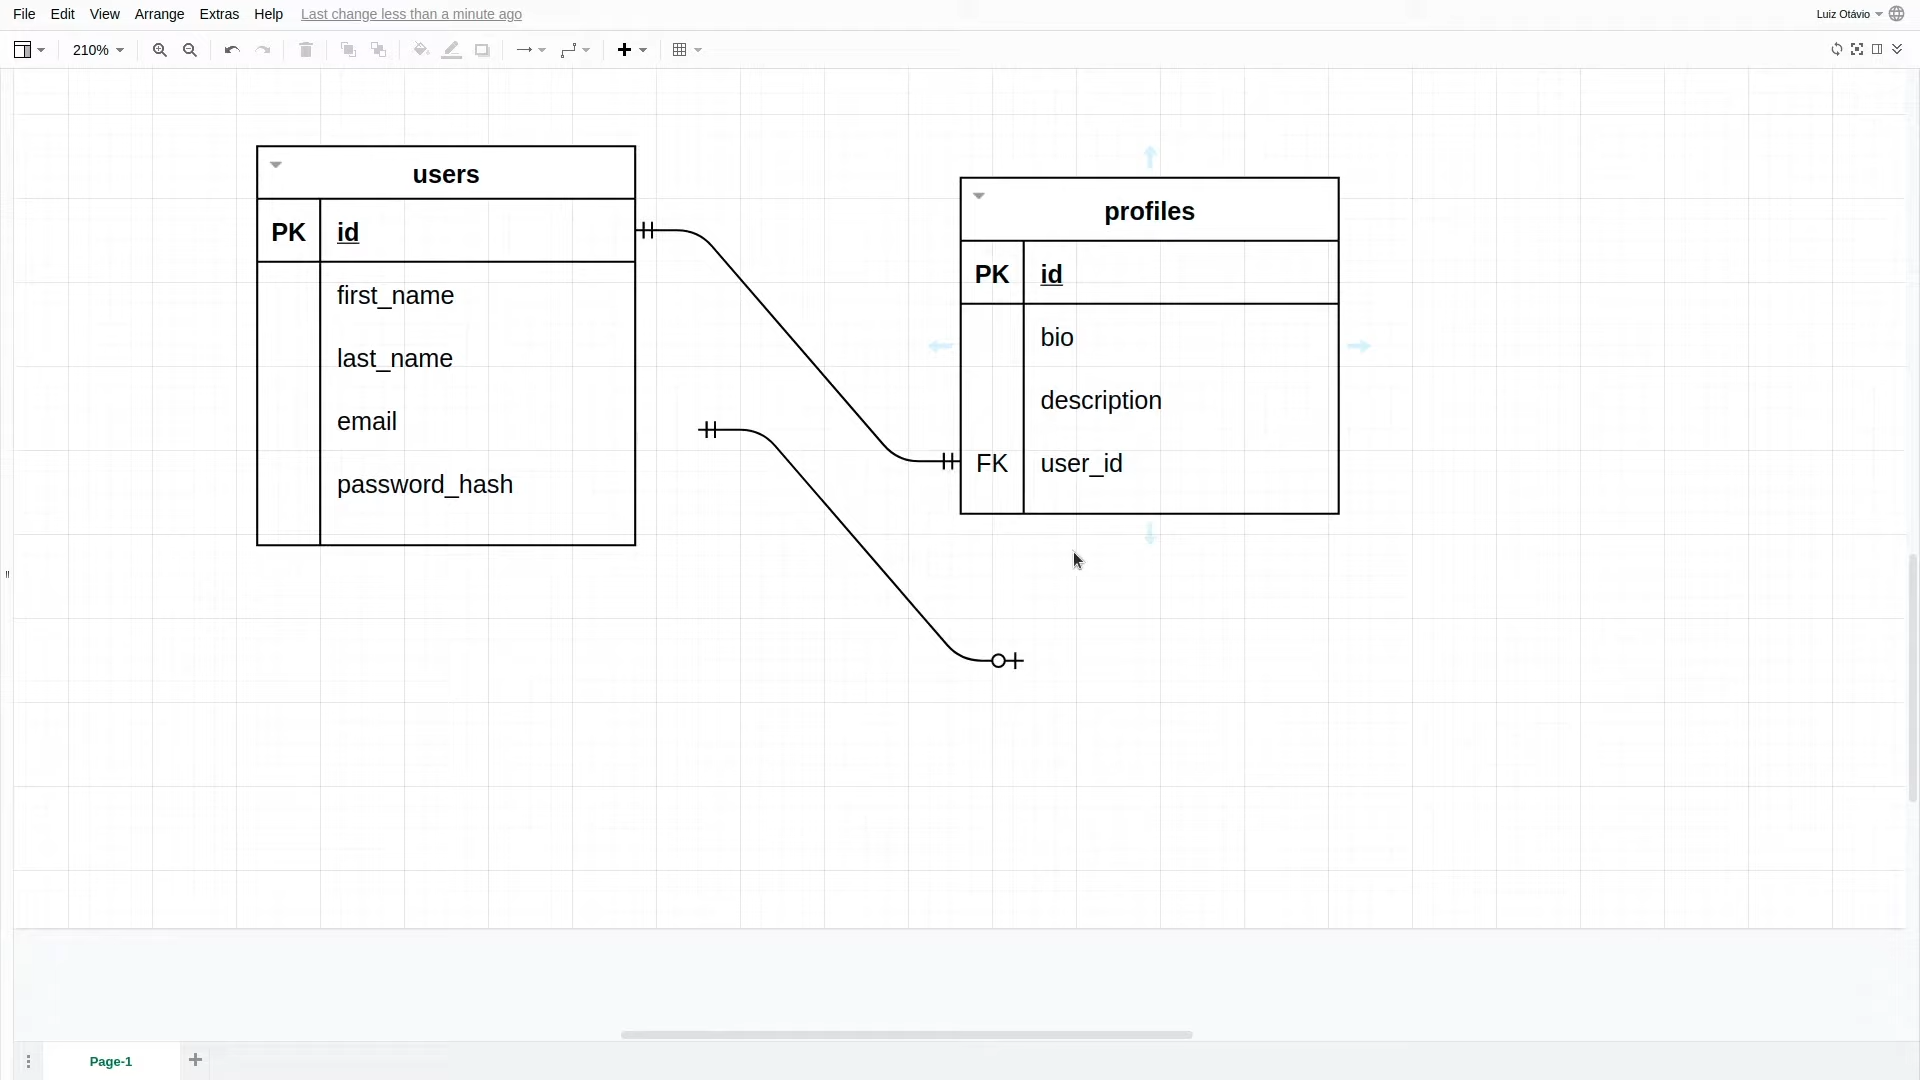 File Edit View Arrange Extras Help Last change less than a minute ago Luiz Otávio
210%
users
PK id
first_name
last_name
email
password_hash
profiles
PK id
bio
description
FK user_id
Page-1